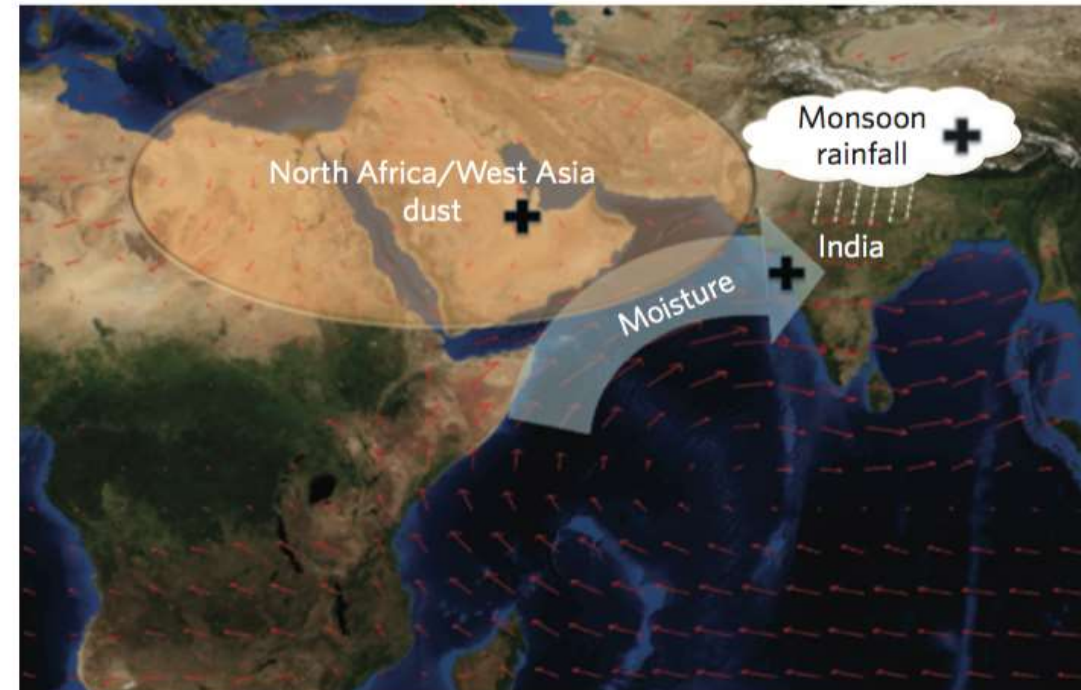 Monsoon
rainfall
North Africa/West Asia
dust
India
Moisture